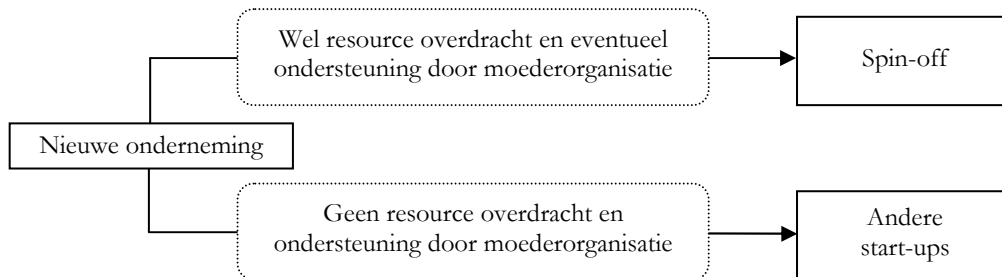 Wel resource overdracht en eventueel
ondersteuning door moederorganisatie
Spin-off
Nieuwe onderneming
Geen resource overdracht en
ondersteuning door moederorganisatie
Andere
start-ups